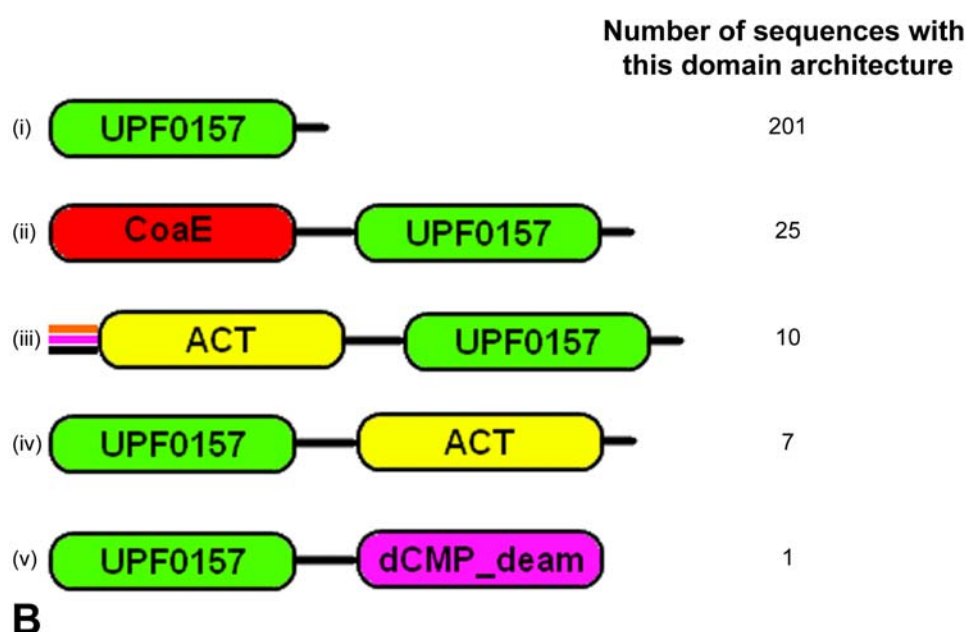 Number of sequences with
this domain architecture
(i) UPF0157 201
(ii) CoaE UPF0157 25
(iii) ACT UPF0157 10
(iv) UPF0157 ACT 7
(v) UPF0157 dCMP_deam 1
B